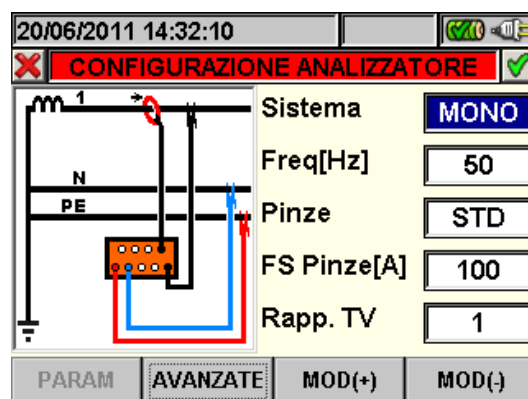 20/06/2011 14:32:10
CONFIGURAZIONE ANALIZZATORE
1
N
PE
Sistema MONO
Freq[Hz] 50
Pinze STD
FS Pinze[A] 100
Rapp. TV 1
PARAM AVANZATE MOD(+) MOD(-)